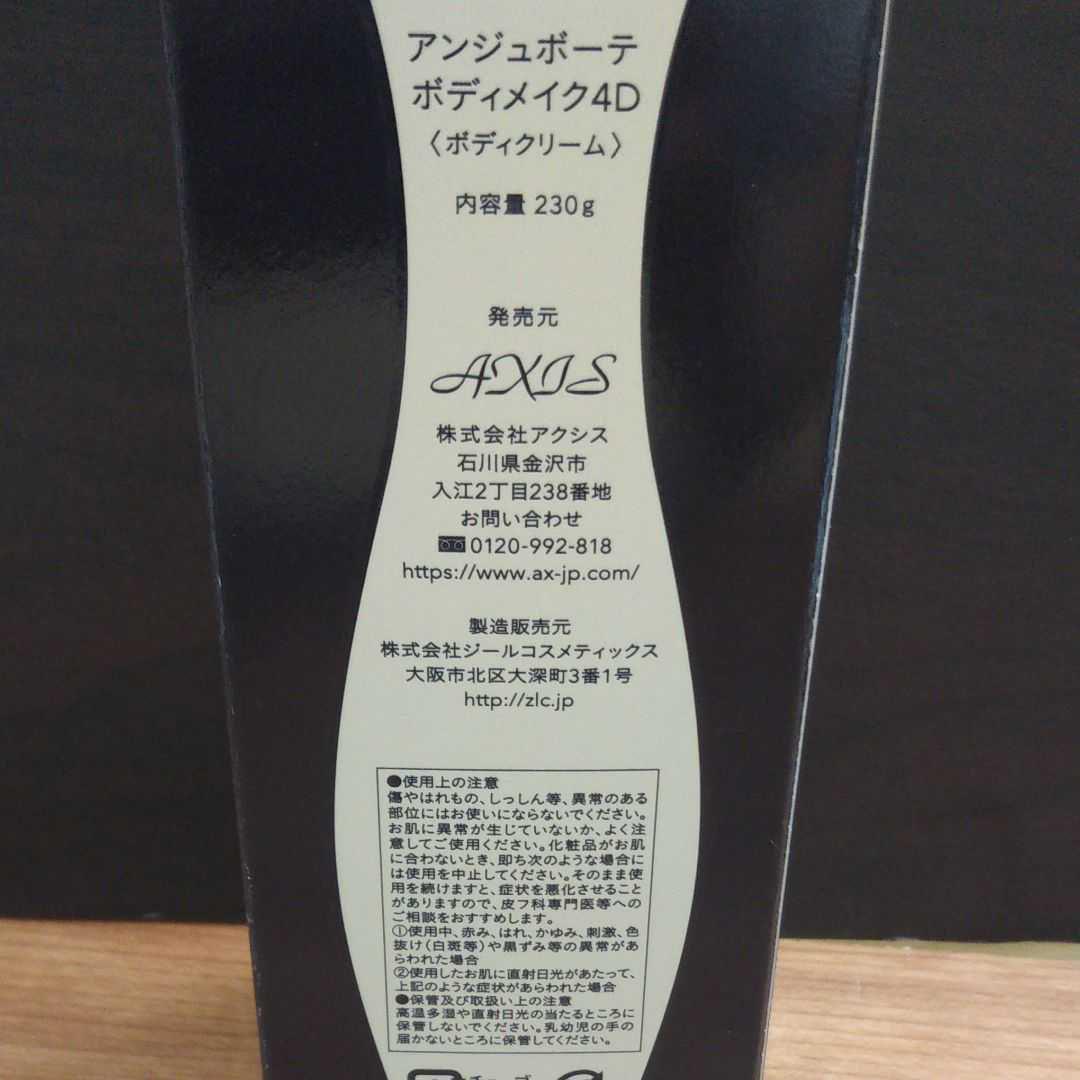 アンジュボーテ
ボディメイク4D
〈ボディクリーム〉
内容量 230g
発売元
AXIS
株式会社アクシス
石川県金沢市
入江2丁目238番地
お問い合わせ
0120-992-818
https://www.ax-jp.com/
製造販売元
株式会社ジールコスメティックス
大阪市北区大深町3番1号
http://zlc.jp
●使用上の注意
傷やはれもの、しっしん等、異常のある
部位にはお使いにならないでください。
お肌に異常が生じていないか、よく注
意してご使用ください。化粧品がお肌
に合わないとき、即ち次のような場合に
は使用を中止してください。そのまま使
用を続けますと、症状を悪化させること
がありますので、皮フ科専門医等への
ご相談をおすすめします。
①使用中、赤み、はれ、かゆみ、刺激、色
抜け(白斑等)や黒ずみ等の異常があ
らわれた場合
②使用したお肌に直射日光があたって、
上記のような症状があらわれた場合
●保管及び取扱い上の注意
高温多湿や直射日光の当たるところに
保管しないでください。乳幼児の手の
届かないところに保管してください。